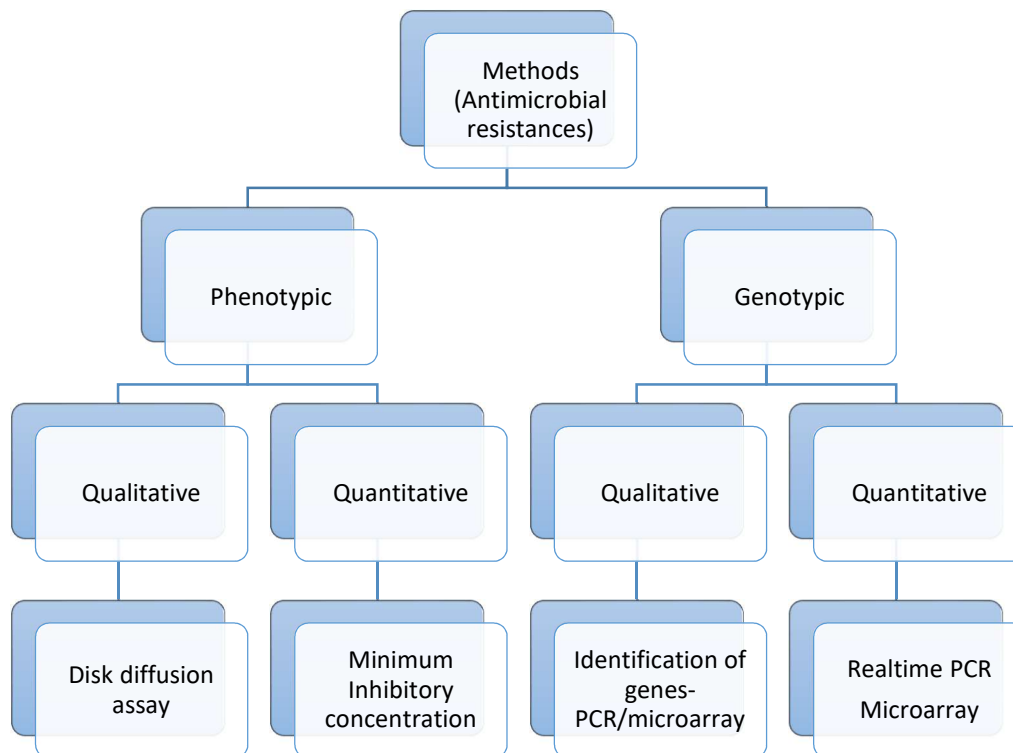 Methods
(Antimicrobial
resistances)
Phenotypic
Genotypic
Qualitative
Quantitative
Qualitative
Quantitative
Disk diffusion
assay
Minimum
Inhibitory
concentration
Identification of
genes-
PCR/microarray
Realtime PCR
Microarray